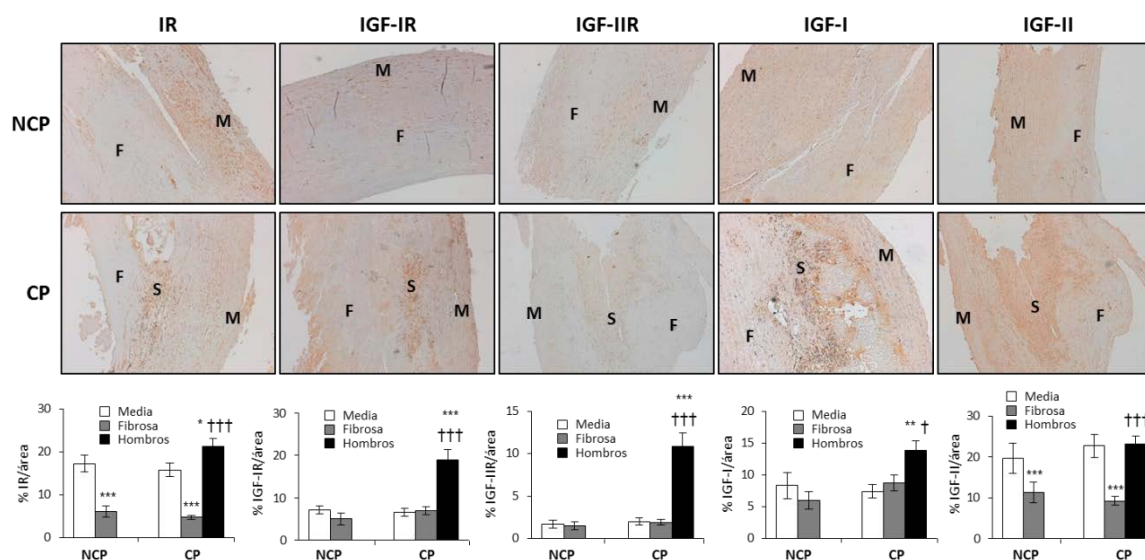 IR IGF-IR IGF-IIR IGF-I IGF-II
NCP
M F
M F
F M
M F
M F
CP
F S M
F S M
M S F
S M F
M S F
% IR/área
30
20
10
0
Media
Fibrosa
Hombros
*** *** * †††
NCP CP
% IGF-IR/área
30
20
10
0
Media
Fibrosa
Hombros
***
†††
NCP CP
% IGF-IIR/área
15
10
5
0
Media
Fibrosa
Hombros
***
†††
NCP CP
% IGF-I/área
20
15
10
5
0
Media
Fibrosa
Hombros
** †
NCP CP
% IGF-II/área
40
30
20
10
0
Media
Fibrosa
Hombros
*** *** †††
NCP CP